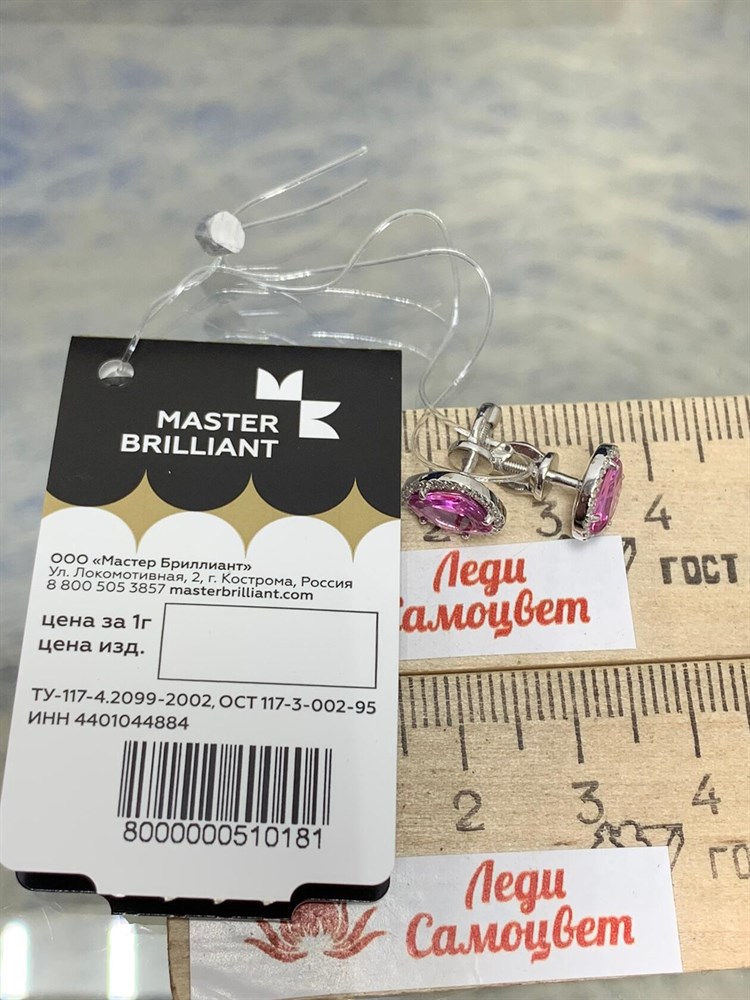 MASTER
BRILLIANT
ООО «Мастер Бриллиант»
Ул. Локомотивная, 2, г. Кострома, Россия
8 800 505 3857 masterbrilliant.com
цена за 1г
цена изд.
ТУ-117-4.2099-2002, ОСТ 117-3-002-95
ИНН 4401044884
8000000510181
2 3 4
ГОСТ
Леди
Самоцвет
2 3 4
ГО
Леди
Самоцвет